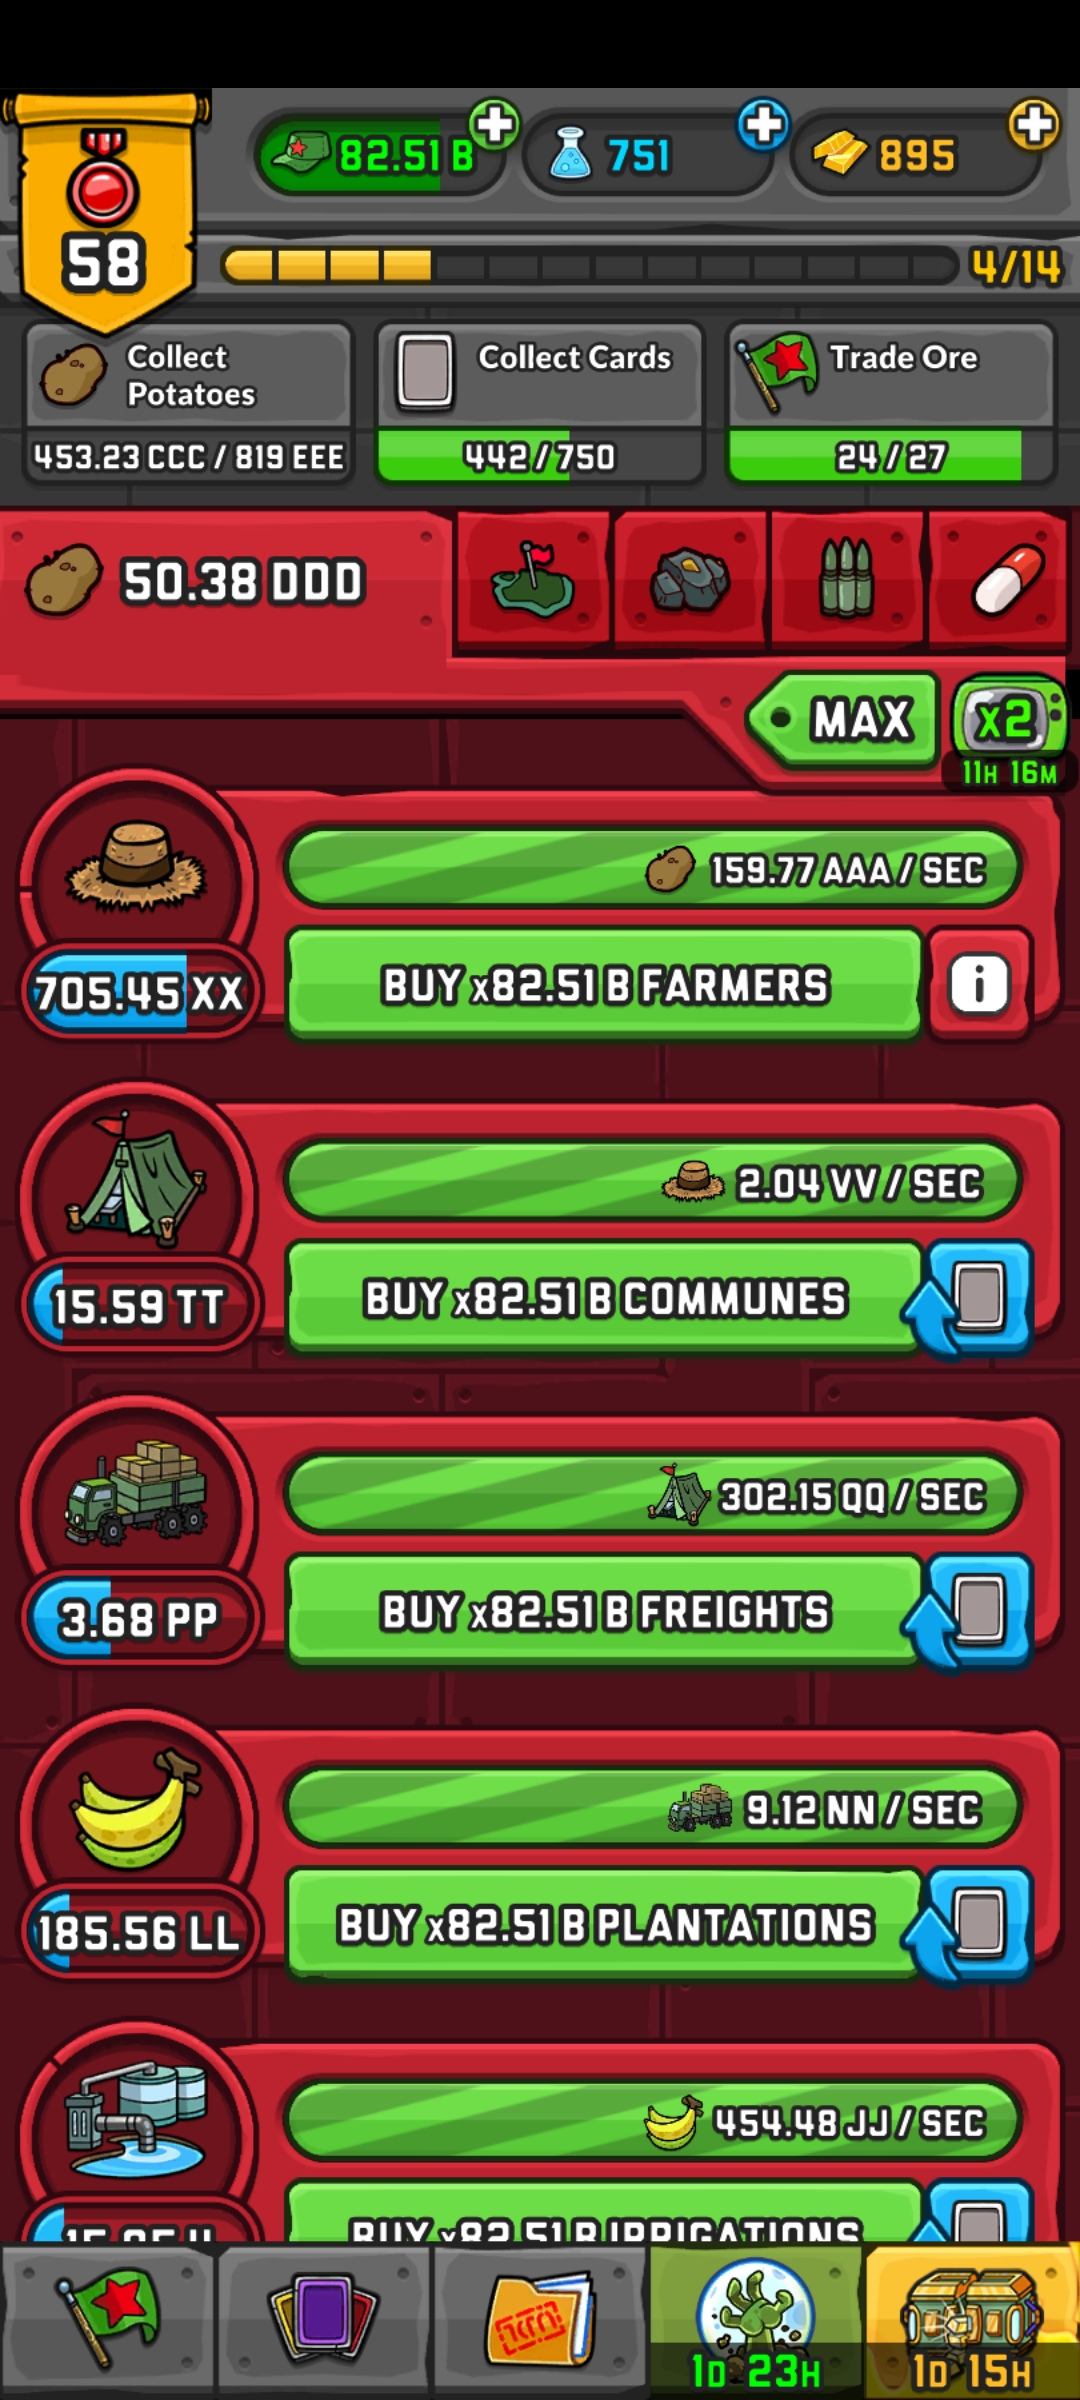 82.51 B
751
895
58
4/14
Collect
Potatoes
Collect Cards
Trade Ore
453.23 CCC / 819 EEE
442/750
24/27
50.38 DDD
MAX
x2
11H 16M
159.77 AAA / SEC
705.45 XX
BUY x82.51 B FARMERS
i
2.04 VV / SEC
15.59 TT
BUY x82.51 B COMMUNES
302.15 QQ / SEC
3.68 PP
BUY x82.51 B FREIGHTS
9.12 NN / SEC
185.56 LL
BUY x82.51 B PLANTATIONS
454.48 JJ / SEC
BUY x82.51 B IRRIGATIONS
1D 23H
1D 15H